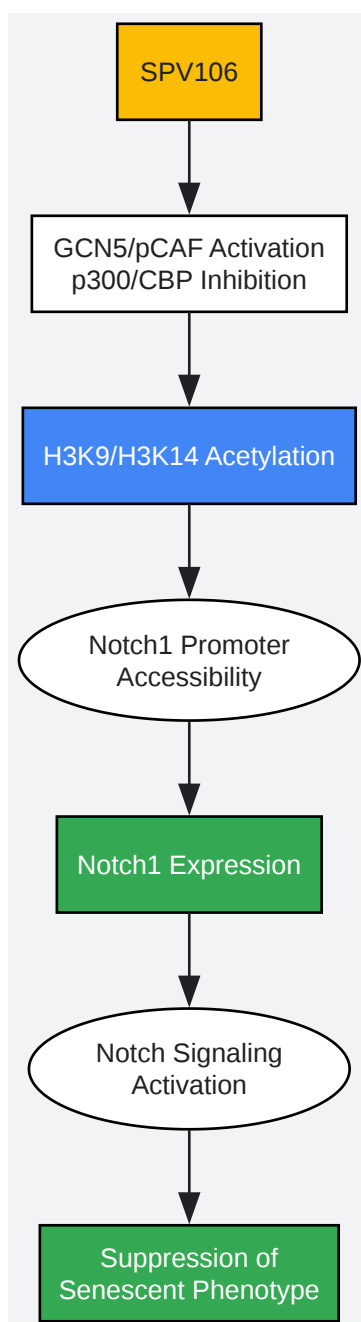 SPV106
GCN5/pCAF Activation
p300/CBP Inhibition
H3K9/H3K14 Acetylation
Notch1 Promoter
Accessibility
Notch1 Expression
Notch Signaling
Activation
Suppression of
Senescent Phenotype